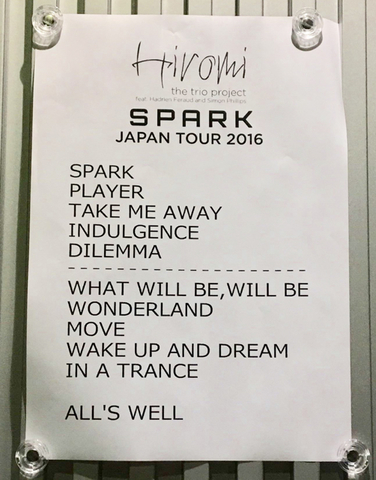 Hiromi
the trio project
feat. Anthony Jackson and Simon Phillips
SPARK
JAPAN TOUR 2016
SPARK
PLAYER
TAKE ME AWAY
INDULGENCE
DILEMMA
--------------------
WHAT WILL BE,WILL BE
WONDERLAND
MOVE
WAKE UP AND DREAM
IN A TRANCE
ALL'S WELL